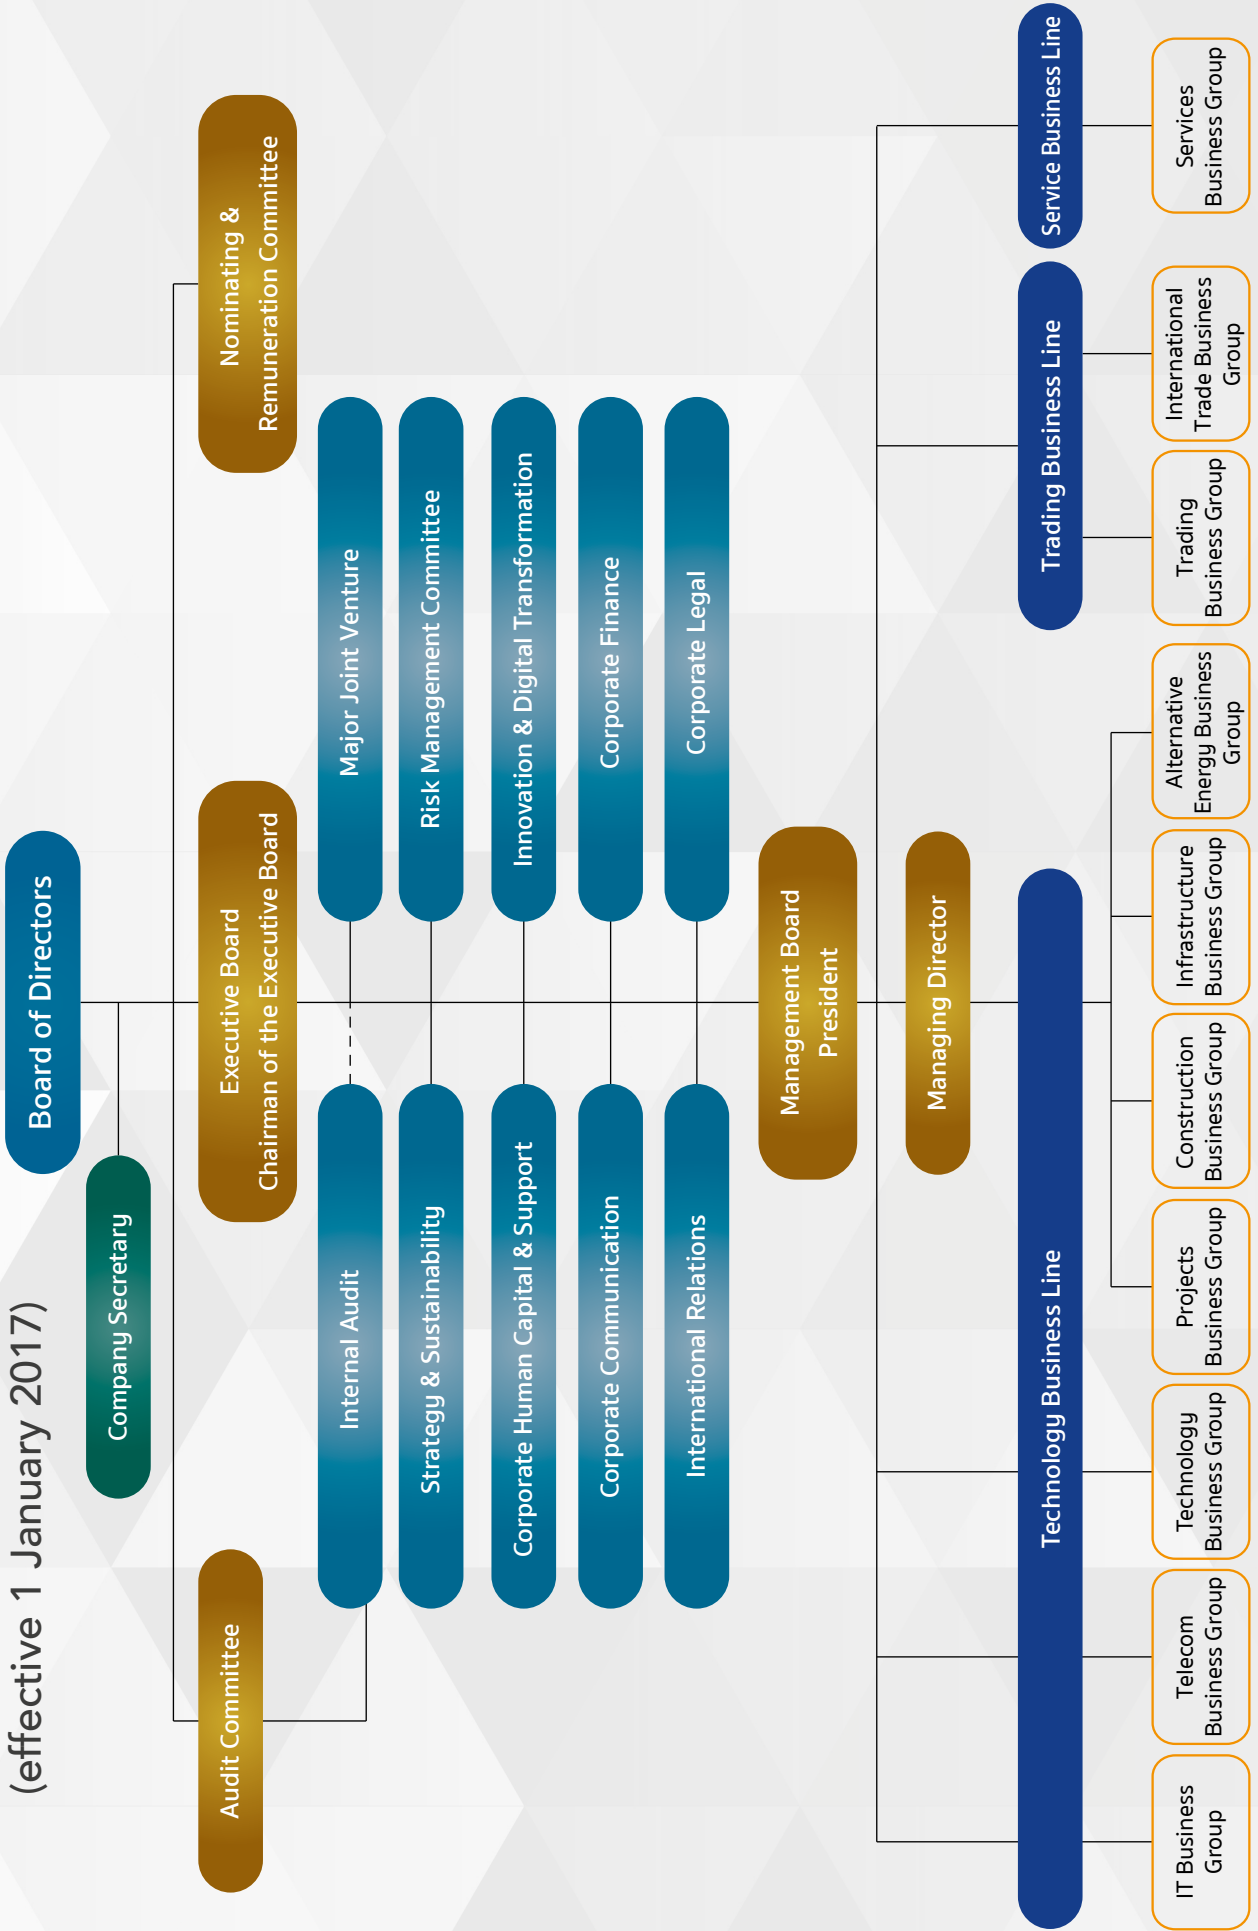 (effective 1 January 2017)
Board of Directors
Company Secretary
Audit Committee
Executive Board
Chairman of the Executive Board
Nominating &
Remuneration Committee
Internal Audit
Major Joint Venture
Strategy & Sustainability
Risk Management Committee
Corporate Human Capital & Support
Innovation & Digital Transformation
Corporate Communication
Corporate Finance
International Relations
Corporate Legal
Management Board
President
Managing Director
Technology Business Line
Trading Business Line
Service Business Line
IT Business
Group
Telecom
Business Group
Technology
Business Group
Projects
Business Group
Construction
Business Group
Infrastructure
Business Group
Alternative
Energy Business
Group
Trading
Business Group
International
Trade Business
Group
Services
Business Group